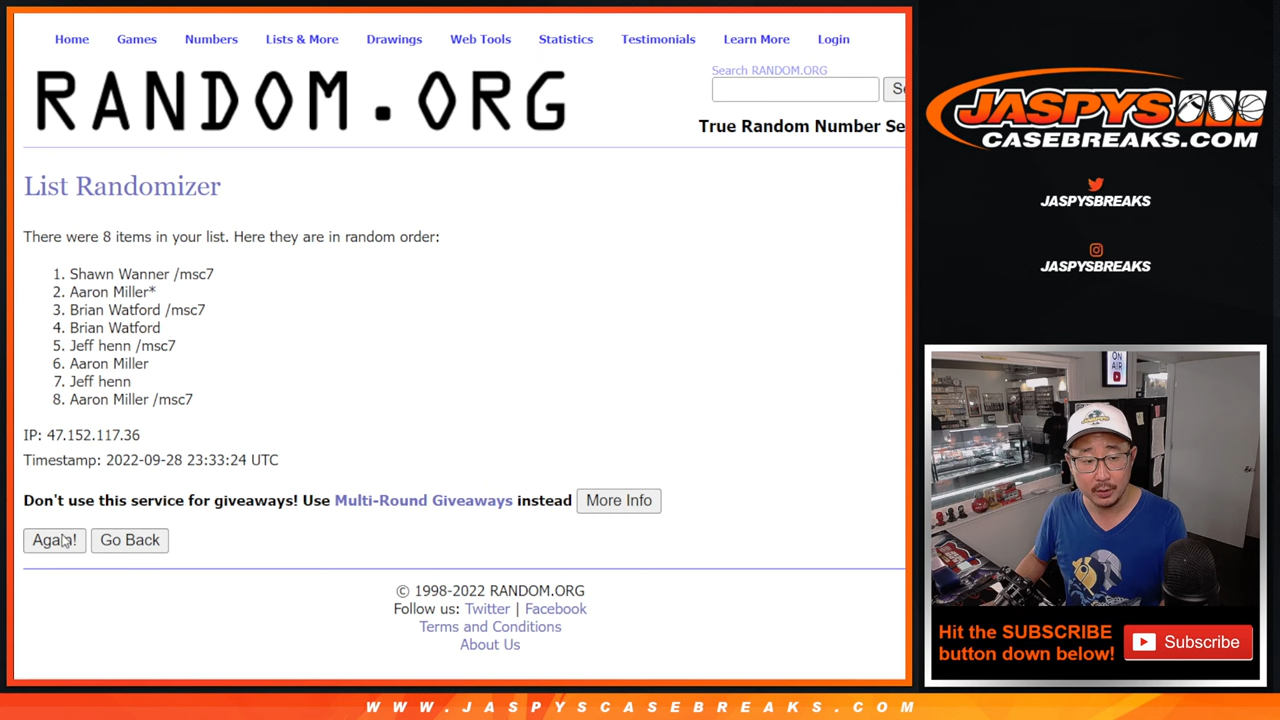 Home Games Numbers Lists & More Drawings Web Tools Statistics Testimonials Learn More Login
RANDOM.ORG
Search RANDOM.ORG
True Random Number Se
List Randomizer
There were 8 items in your list. Here they are in random order:
1. Shawn Wanner /msc7
2. Aaron Miller*
3. Brian Watford /msc7
4. Brian Watford
5. Jeff henn /msc7
6. Aaron Miller
7. Jeff henn
8. Aaron Miller /msc7
IP: 47.152.117.36
Timestamp: 2022-09-28 23:33:24 UTC
Don't use this service for giveaways! Use Multi-Round Giveaways instead More Info
Again! Go Back
© 1998-2022 RANDOM.ORG
Follow us: Twitter | Facebook
Terms and Conditions
About Us
JASPYS
CASEBREAKS.COM
JASPYSBREAKS
JASPYSBREAKS
ON
AIR
Hit the SUBSCRIBE
button down below!
Subscribe
WWW.JASPYSCASEBREAKS.COM